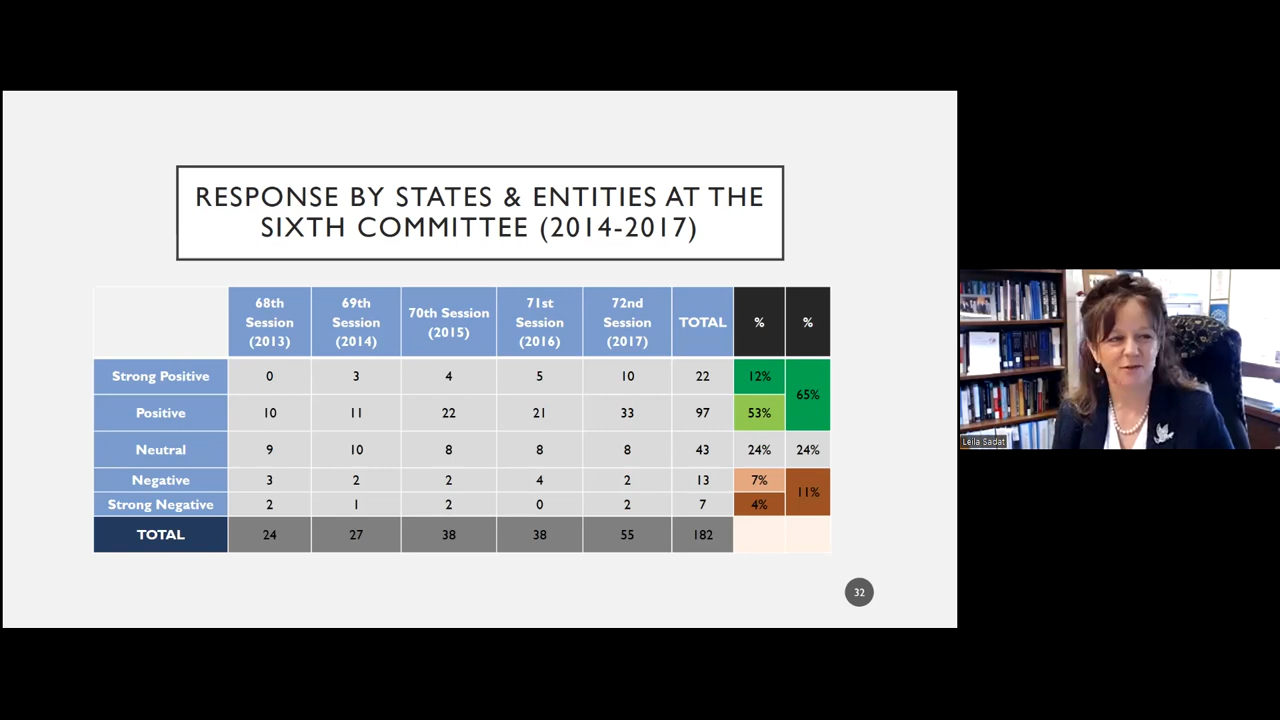 RESPONSE BY STATES & ENTITIES AT THE
SIXTH COMMITTEE (2014-2017)
68th Session (2013) 69th Session (2014) 70th Session (2015) 71st Session (2016) 72nd Session (2017) TOTAL % %
Strong Positive 0 3 4 5 10 22 12% 65%
Positive 10 11 22 21 33 97 53%
Neutral 9 10 8 8 8 43 24% 24%
Negative 3 2 2 4 2 13 7% 11%
Strong Negative 2 1 2 0 2 7 4%
TOTAL 24 27 38 38 55 182
32
Leila Sadat